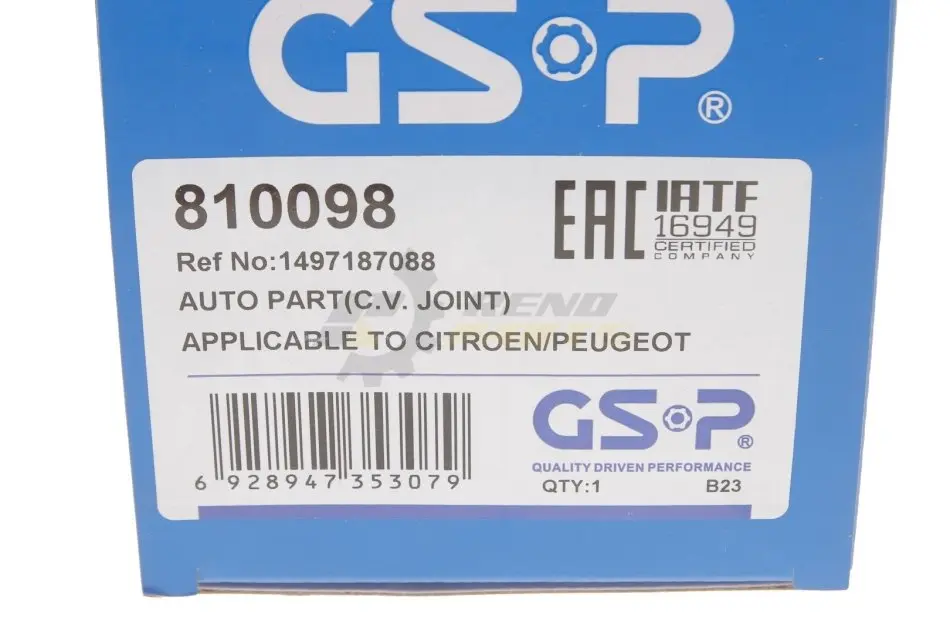 GSP®
810098
EAC
IATF
16949
CERTIFIED
COMPANY
Ref No:1497187088
AUTO PART(C.V. JOINT)
APPLICABLE TO CITROEN/PEUGEOT
6 928947 353079
GSP®
QUALITY DRIVEN PERFORMANCE
QTY:1 B23